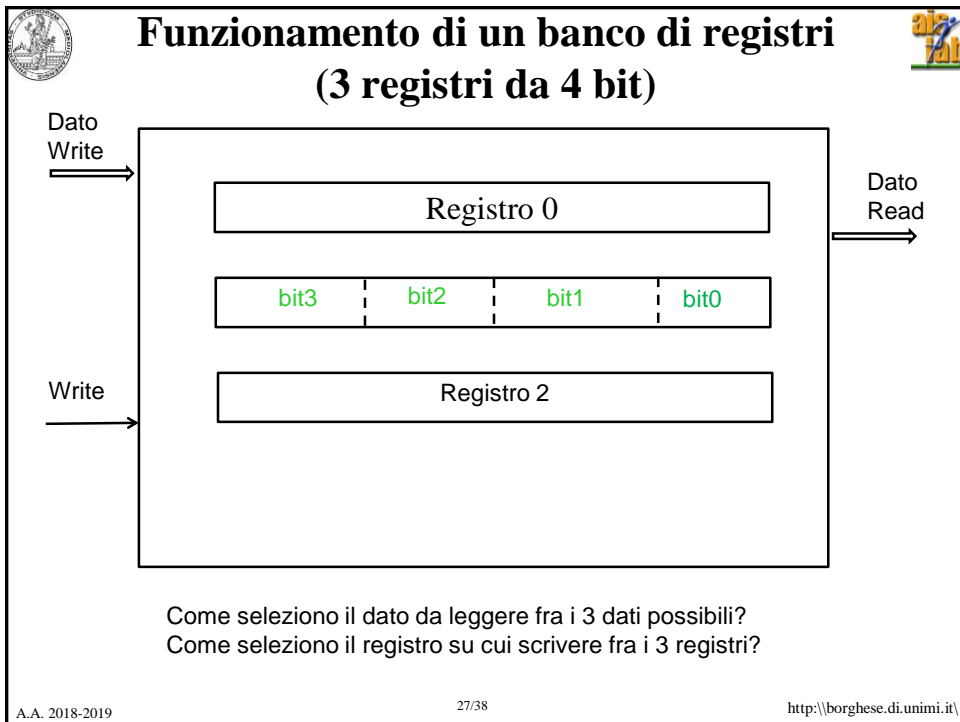 Funzionamento di un banco di registri
(3 registri da 4 bit)
Dato
Write
Dato
Read
Registro 0
bit3 bit2 bit1 bit0
Write
Registro 2
Come seleziono il dato da leggere fra i 3 dati possibili?
Come seleziono il registro su cui scrivere fra i 3 registri?
A.A. 2018-2019
27/38
http:\\borghese.di.unimi.it\